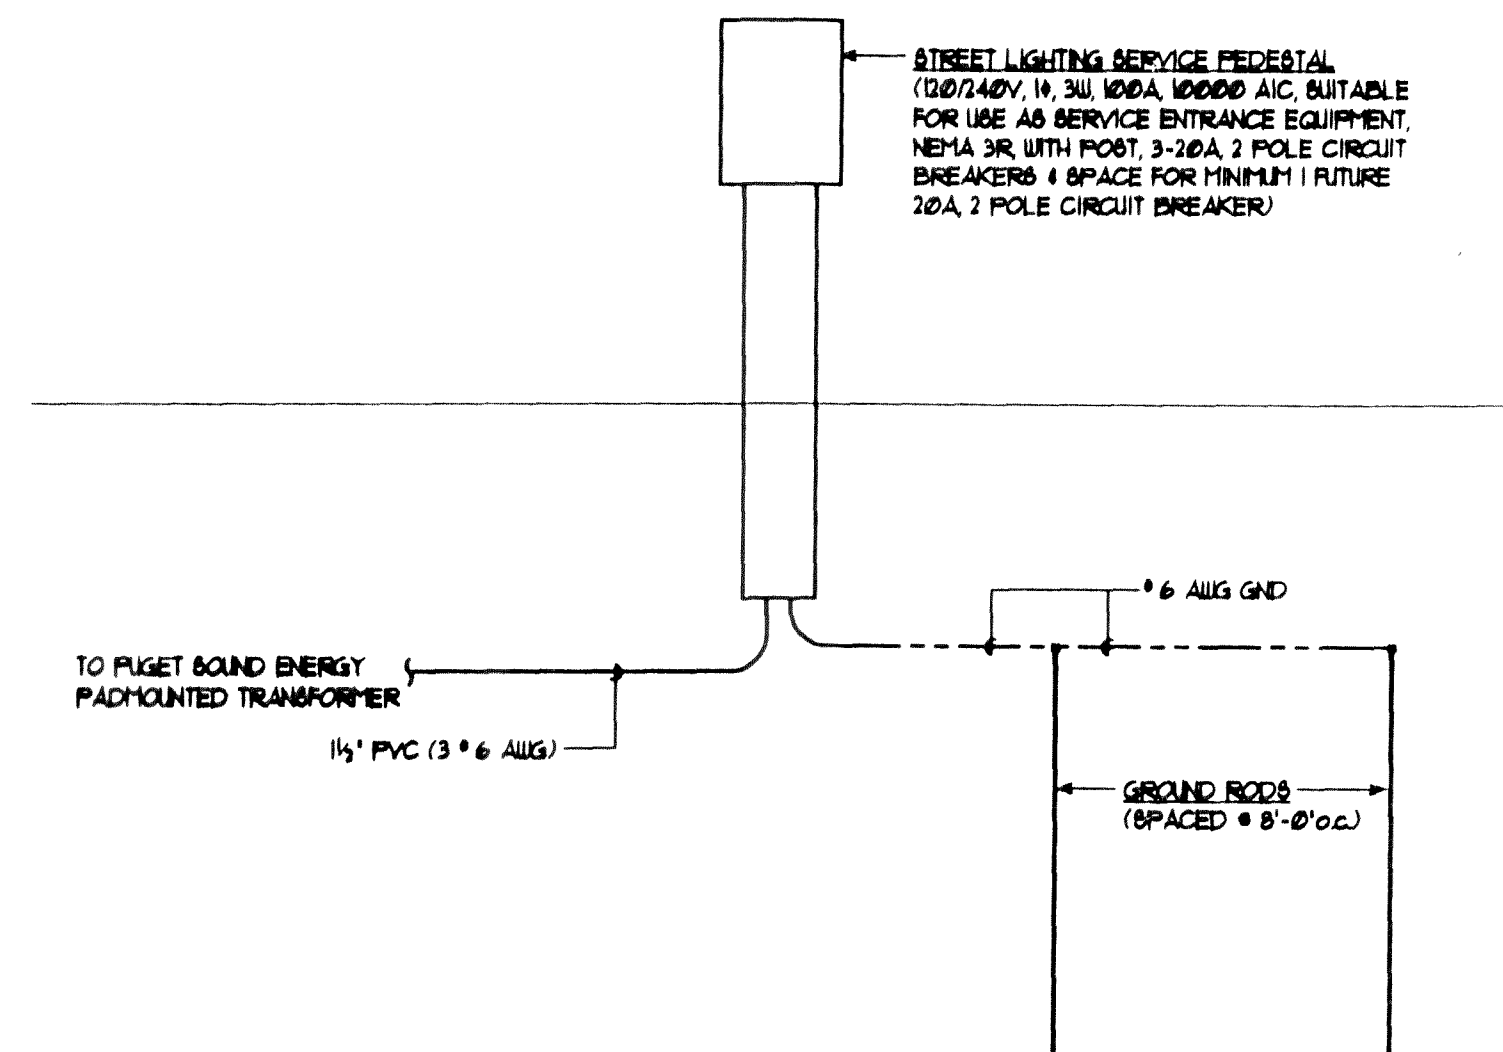 STREET LIGHTING SERVICE PEDESTAL
(120/240V, 1ϕ, 3W, 100A, 10000 AIC, SUITABLE
FOR USE AS SERVICE ENTRANCE EQUIPMENT,
NEMA 3R, WITH POST, 3-20A, 2 POLE CIRCUIT
BREAKERS & SPACE FOR MINIMUM 1 FUTURE
20A, 2 POLE CIRCUIT BREAKER)
#6 AWG GND
TO PUGET SOUND ENERGY
PADMOUNTED TRANSFORMER
1½" PVC (3 #6 AWG)
GROUND RODS
(SPACED @ 8'-0"o.c.)